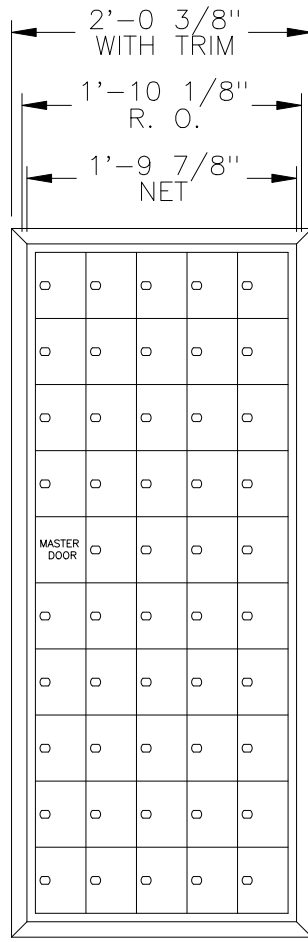 2'-0 3/8"
WITH TRIM
1'-10 1/8"
R. O.
1'-9 7/8"
NET
MASTER
DOOR